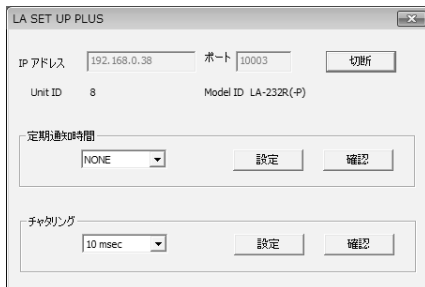 LA SET UP PLUS
IP アドレス 192.168.0.38 ポート 10003 切断
Unit ID 8 Model ID LA-232R(-P)
定期通知時間
NONE 設定 確認
チャタリング
10 msec 設定 確認